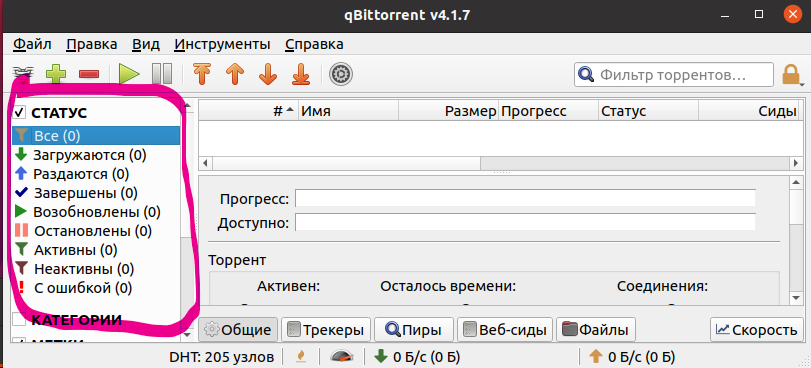 qBittorrent v4.1.7
Файл Правка Вид Инструменты Справка
Фильтр торрентов...
СТАТУС
Все (0)
Загружаются (0)
Раздаются (0)
Завершены (0)
Возобновлены (0)
Остановлены (0)
Активны (0)
Неактивны (0)
С ошибкой (0)
КАТЕГОРИИ
МЕТКИ
# Имя Размер Прогресс Статус Сиды
Прогресс:
Доступно:
Торрент
Активен: Осталось времени: Соединения:
Общие Трекеры Пиры Веб-сиды Файлы Скорость
DHT: 205 узлов 0 Б/с (0 Б) 0 Б/с (0 Б)